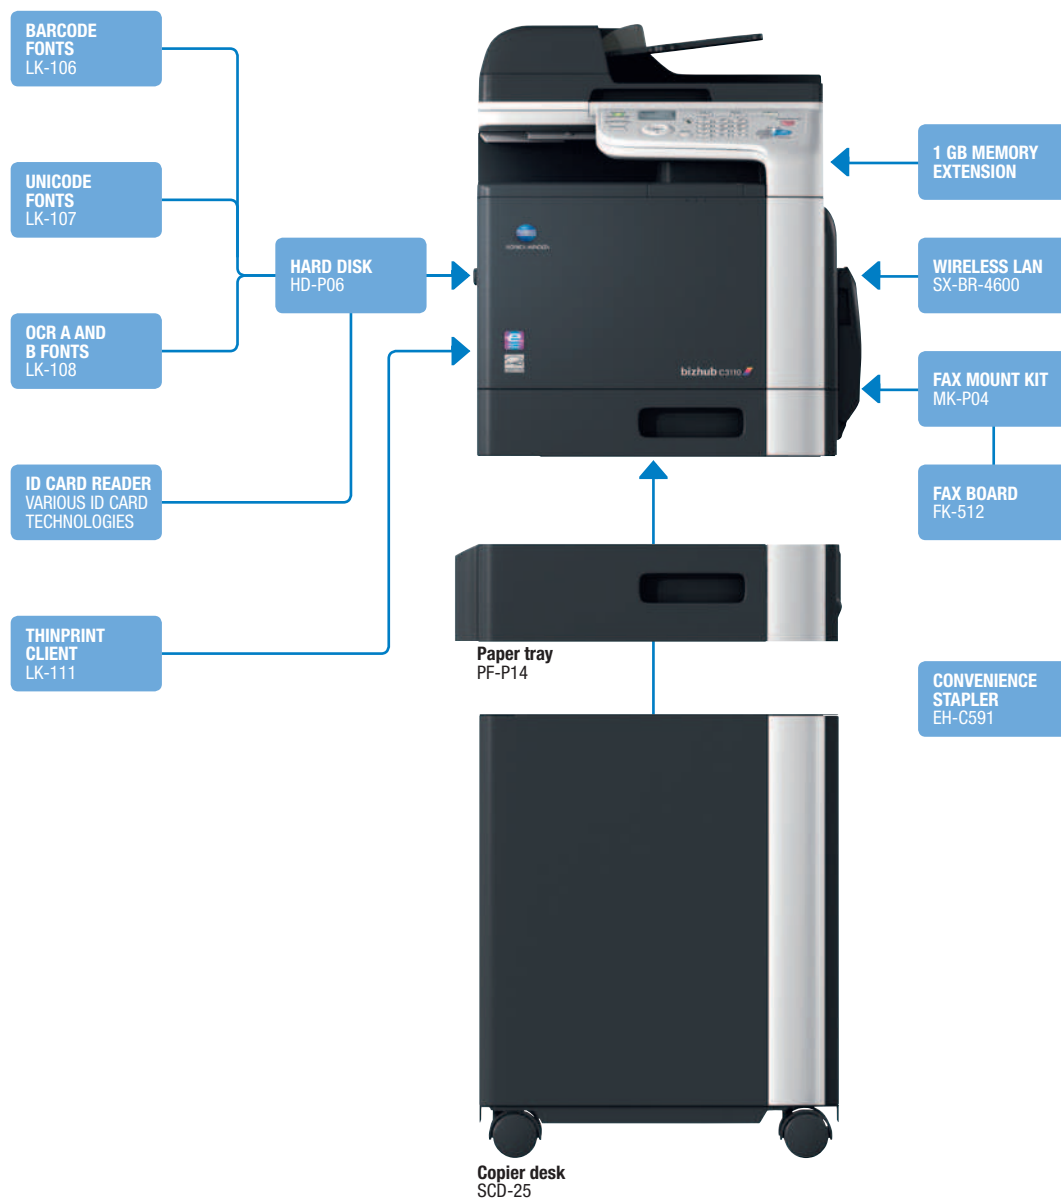 BARCODE
FONTS
LK-106
UNICODE
FONTS
LK-107
OCR A AND
B FONTS
LK-108
ID CARD READER
VARIOUS ID CARD
TECHNOLOGIES
THINPRINT
CLIENT
LK-111
HARD DISK
HD-P06
KONICA MINOLTA
bizhub C3110
1 GB MEMORY
EXTENSION
WIRELESS LAN
SX-BR-4600
FAX MOUNT KIT
MK-P04
FAX BOARD
FK-512
CONVENIENCE
STAPLER
EH-C591
Paper tray
PF-P14
Copier desk
SCD-25